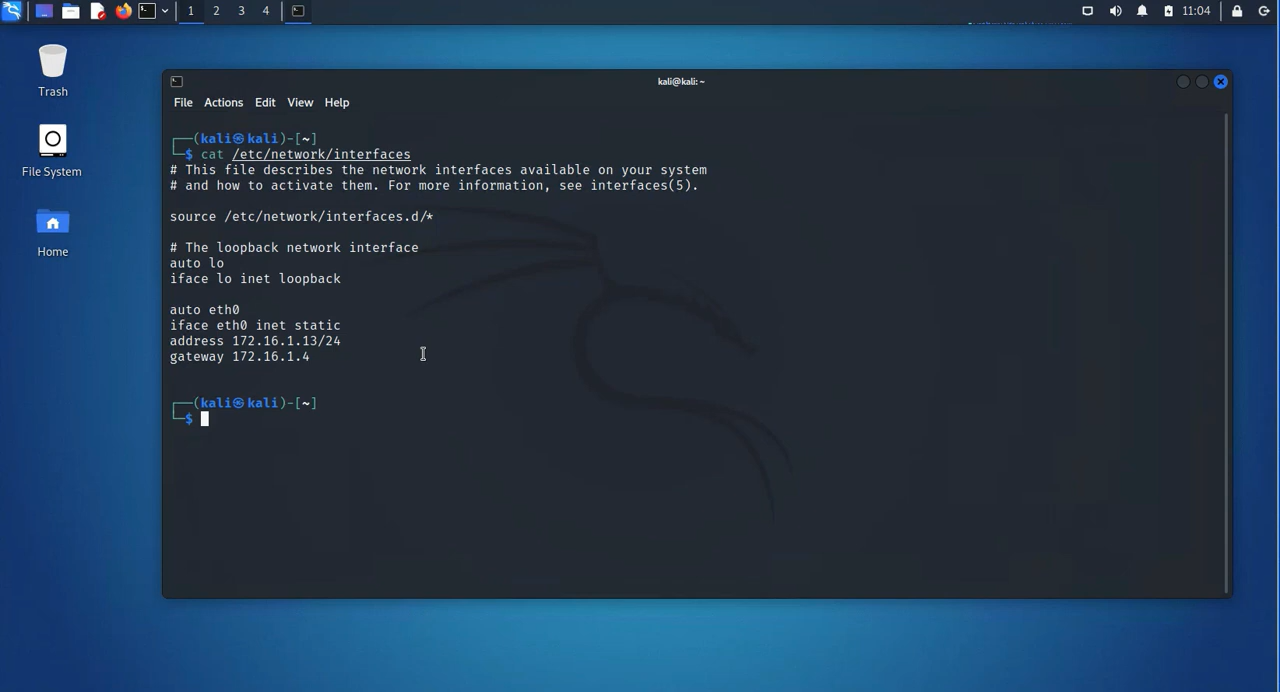 1 2 3 4 11:04
Trash
File System
Home
kali@kali: ~
File Actions Edit View Help
┌──(kali㉿kali)-[~]
└─$ cat /etc/network/interfaces
# This file describes the network interfaces available on your system
# and how to activate them. For more information, see interfaces(5).
source /etc/network/interfaces.d/*
# The loopback network interface
auto lo
iface lo inet loopback
auto eth0
iface eth0 inet static
address 172.16.1.13/24
gateway 172.16.1.4
┌──(kali㉿kali)-[~]
└─$